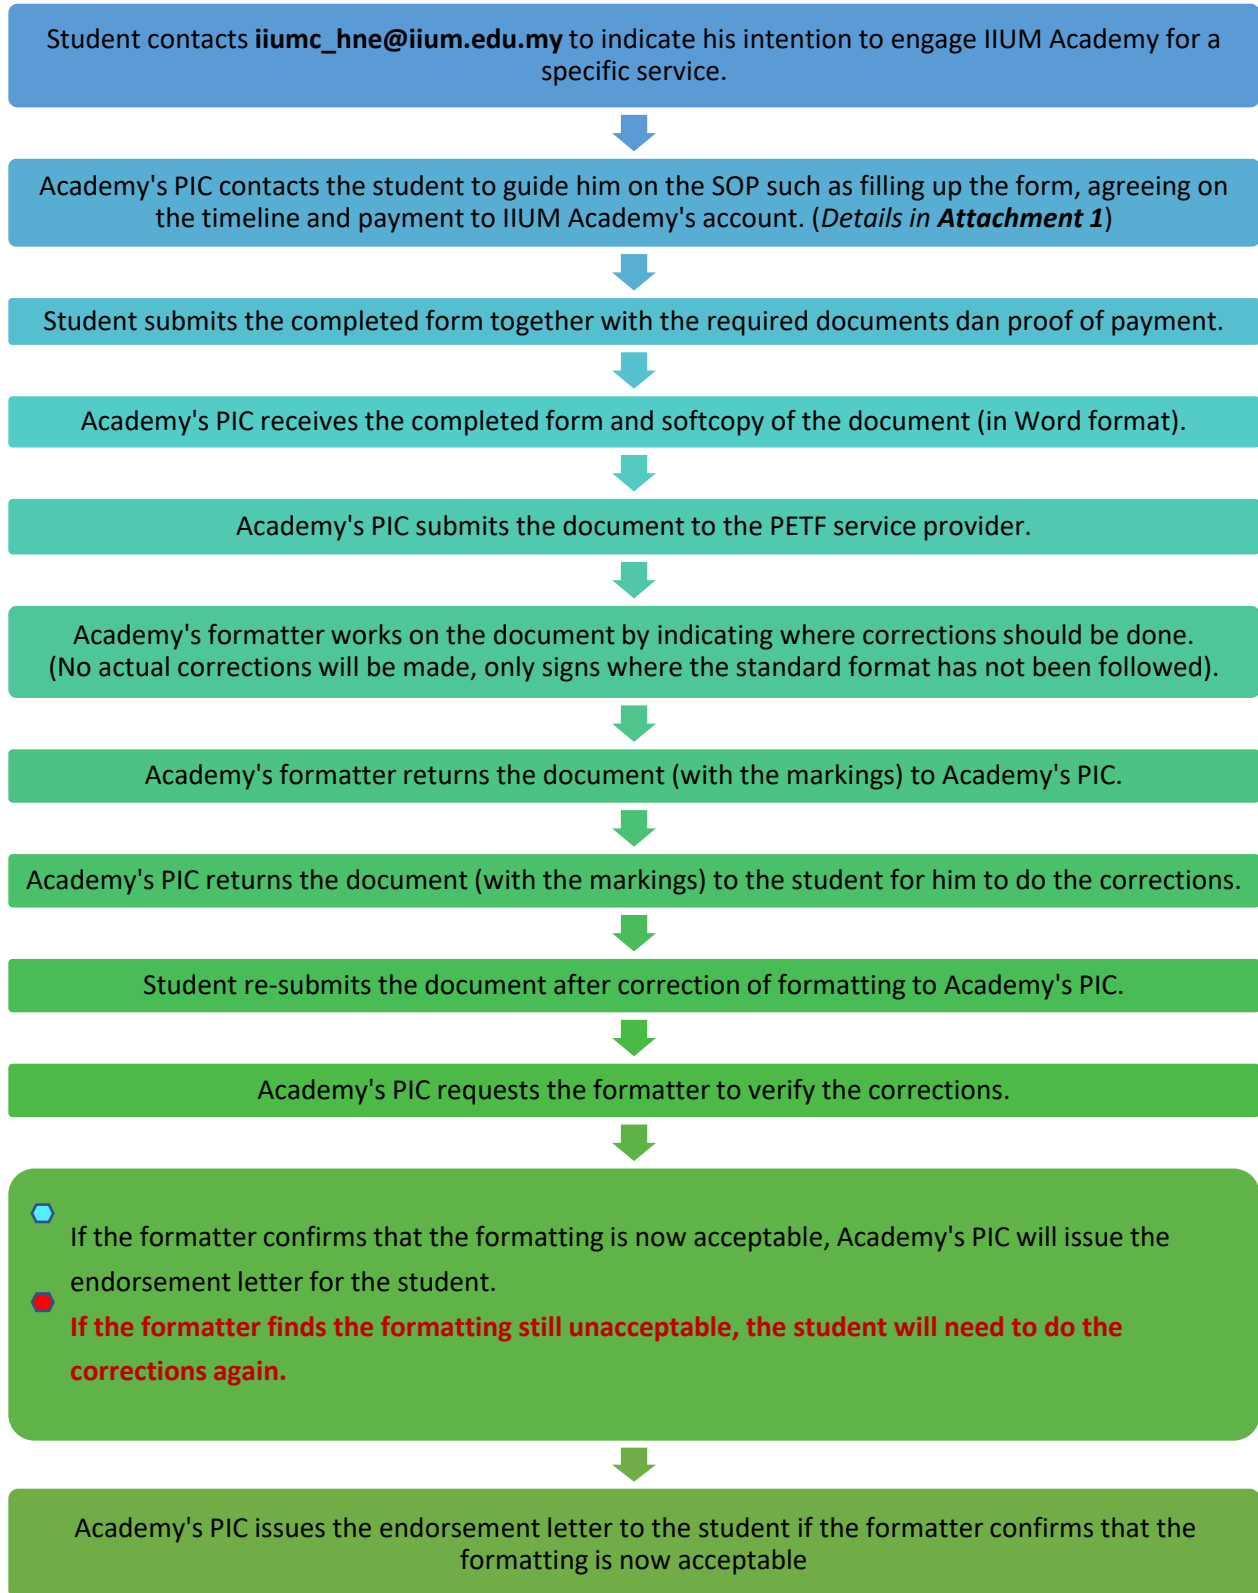 Student contacts iiumc_hne@iium.edu.my to indicate his intention to engage IIUM Academy for a
specific service.
Academy's PIC contacts the student to guide him on the SOP such as filling up the form, agreeing on
the timeline and payment to IIUM Academy's account. (Details in Attachment 1)
Student submits the completed form together with the required documents dan proof of payment.
Academy's PIC receives the completed form and softcopy of the document (in Word format).
Academy's PIC submits the document to the PETF service provider.
Academy's formatter works on the document by indicating where corrections should be done.
(No actual corrections will be made, only signs where the standard format has not been followed).
Academy's formatter returns the document (with the markings) to Academy's PIC.
Academy's PIC returns the document (with the markings) to the student for him to do the corrections.
Student re-submits the document after correction of formatting to Academy's PIC.
Academy's PIC requests the formatter to verify the corrections.
If the formatter confirms that the formatting is now acceptable, Academy's PIC will issue the
endorsement letter for the student.
If the formatter finds the formatting still unacceptable, the student will need to do the
corrections again.
Academy's PIC issues the endorsement letter to the student if the formatter confirms that the
formatting is now acceptable